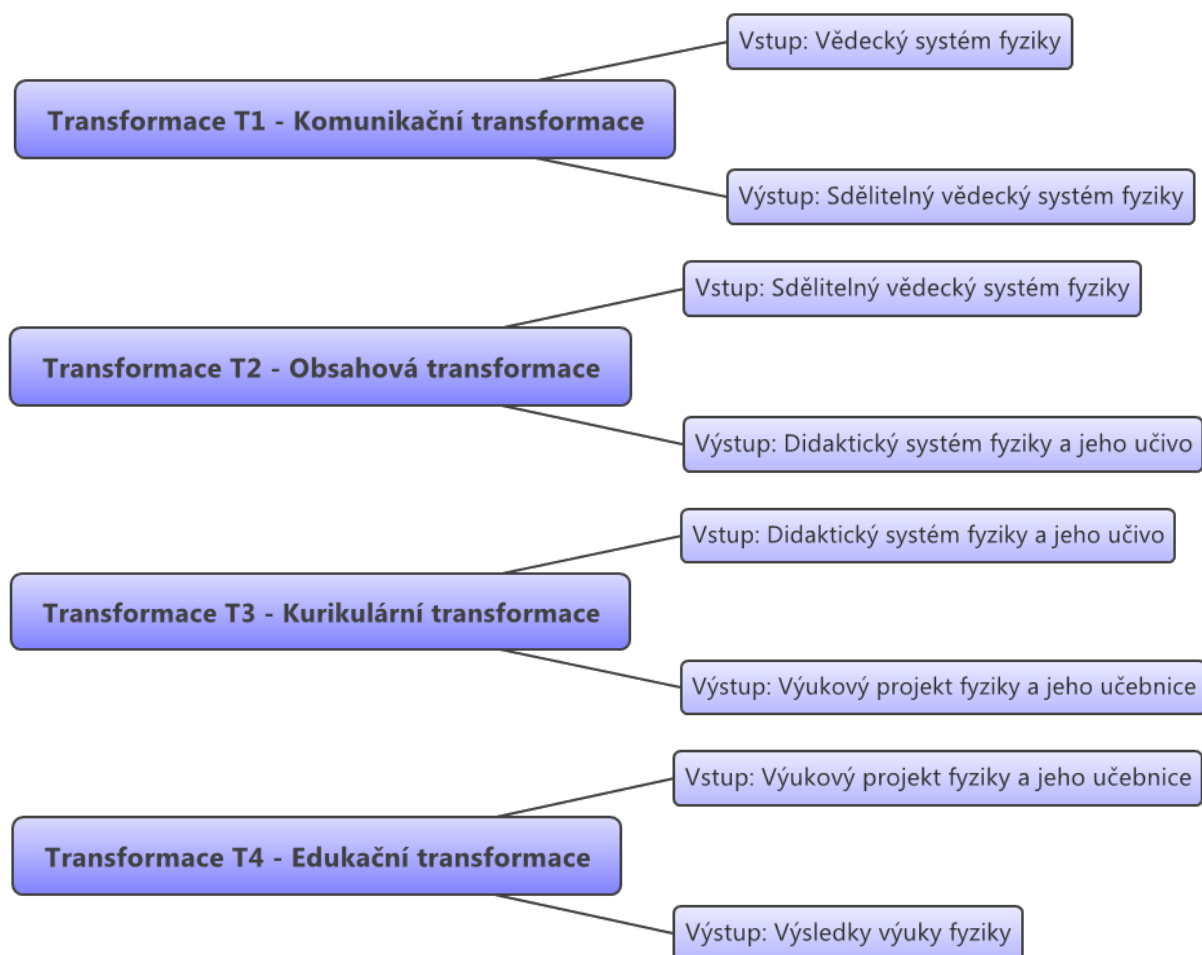 Vstup: Vědecký systém fyziky
Transformace T1 - Komunikační transformace
Výstup: Sdělitelný vědecký systém fyziky
Vstup: Sdělitelný vědecký systém fyziky
Transformace T2 - Obsahová transformace
Výstup: Didaktický systém fyziky a jeho učivo
Vstup: Didaktický systém fyziky a jeho učivo
Transformace T3 - Kurikulární transformace
Výstup: Výukový projekt fyziky a jeho učebnice
Vstup: Výukový projekt fyziky a jeho učebnice
Transformace T4 - Edukační transformace
Výstup: Výsledky výuky fyziky